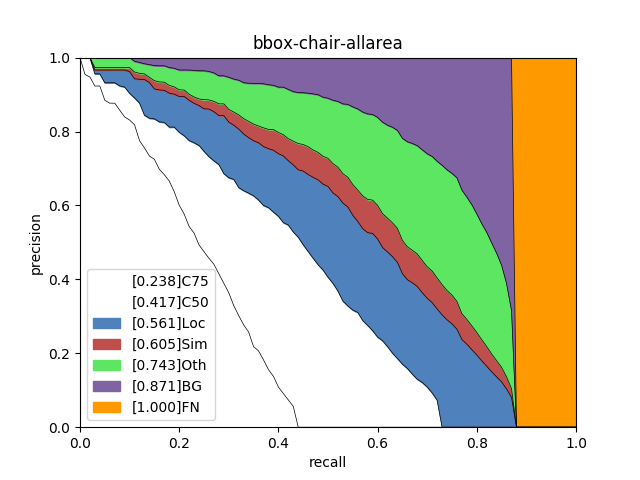 bbox-chair-allarea
1.0
0.8
0.6
0.4
0.2
0.0
precision
[0.238]C75
[0.417]C50
[0.561]Loc
[0.605]Sim
[0.743]Oth
[0.871]BG
[1.000]FN
0.0 0.2 0.4 0.6 0.8 1.0
recall